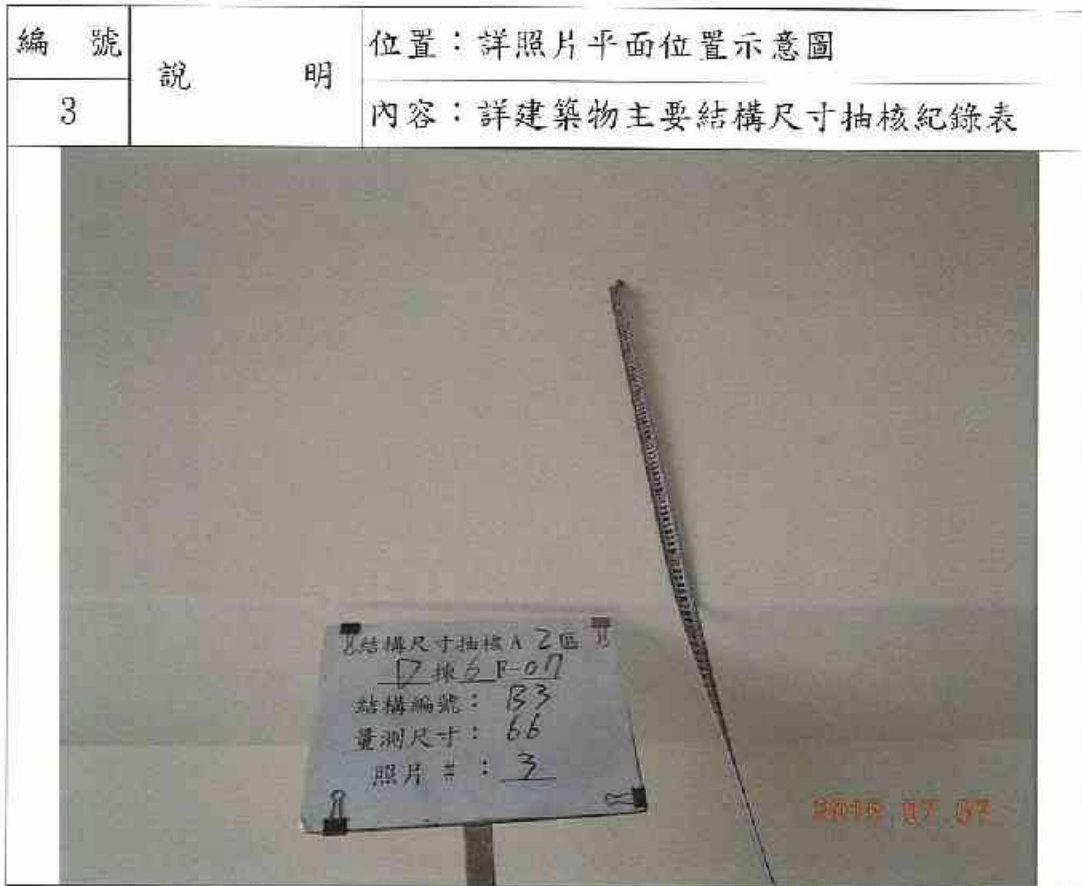 編號
3
說明
位置：詳照片平面位置示意圖
內容：詳建築物主要結構尺寸抽核紀錄表
結構尺寸抽核A 2區
D 棟 6 F-07
結構編號： B3
量測尺寸： 66
照片 # ： 3